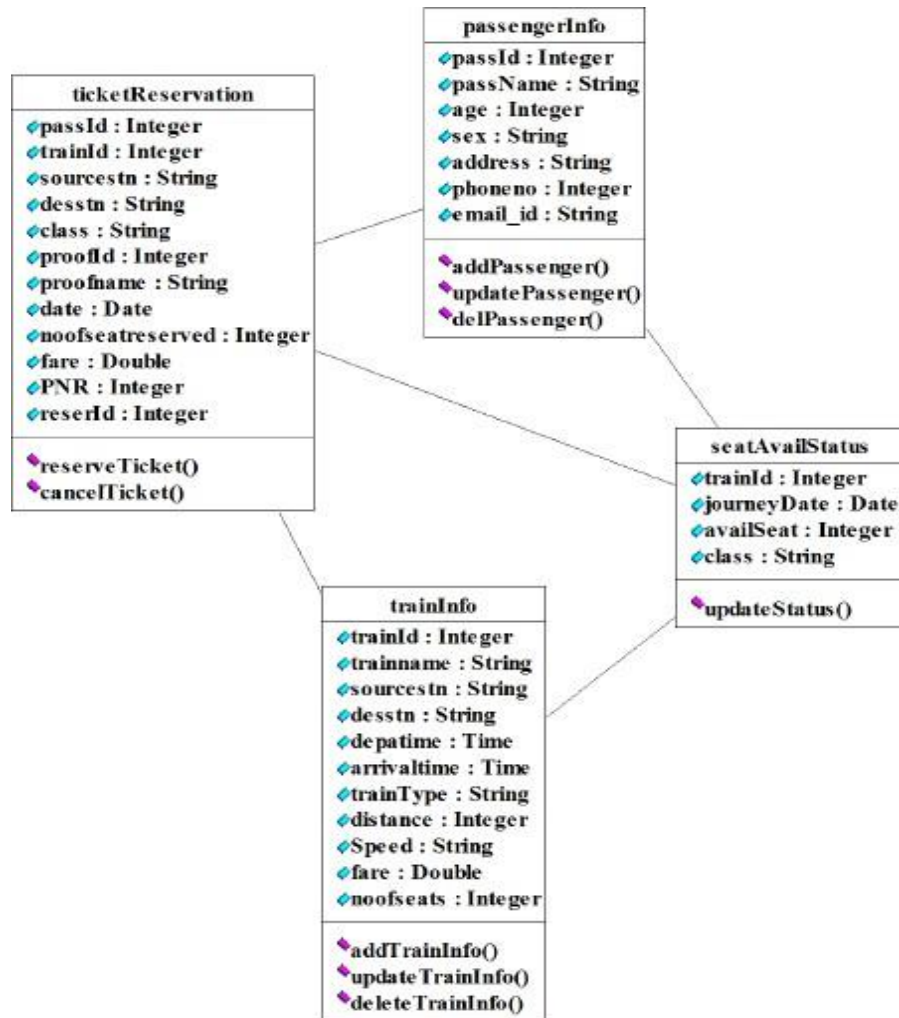 passengerInfo
passId : Integer
passName : String
age : Integer
sex : String
address : String
phoneno : Integer
email_id : String
addPassenger()
updatePassenger()
delPassenger()
ticketReservation
passId : Integer
trainId : Integer
sourcestn : String
desstn : String
class : String
proofId : Integer
proofname : String
date : Date
noofseatreserved : Integer
fare : Double
PNR : Integer
reserId : Integer
reserveTicket()
cancelTicket()
seatAvailStatus
trainId : Integer
journeyDate : Date
availSeat : Integer
class : String
updateStatus()
trainInfo
trainId : Integer
trainname : String
sourcestn : String
desstn : String
depatime : Time
arrivaltime : Time
trainType : String
distance : Integer
Speed : String
fare : Double
noofseats : Integer
addTrainInfo()
updateTrainInfo()
deleteTrainInfo()